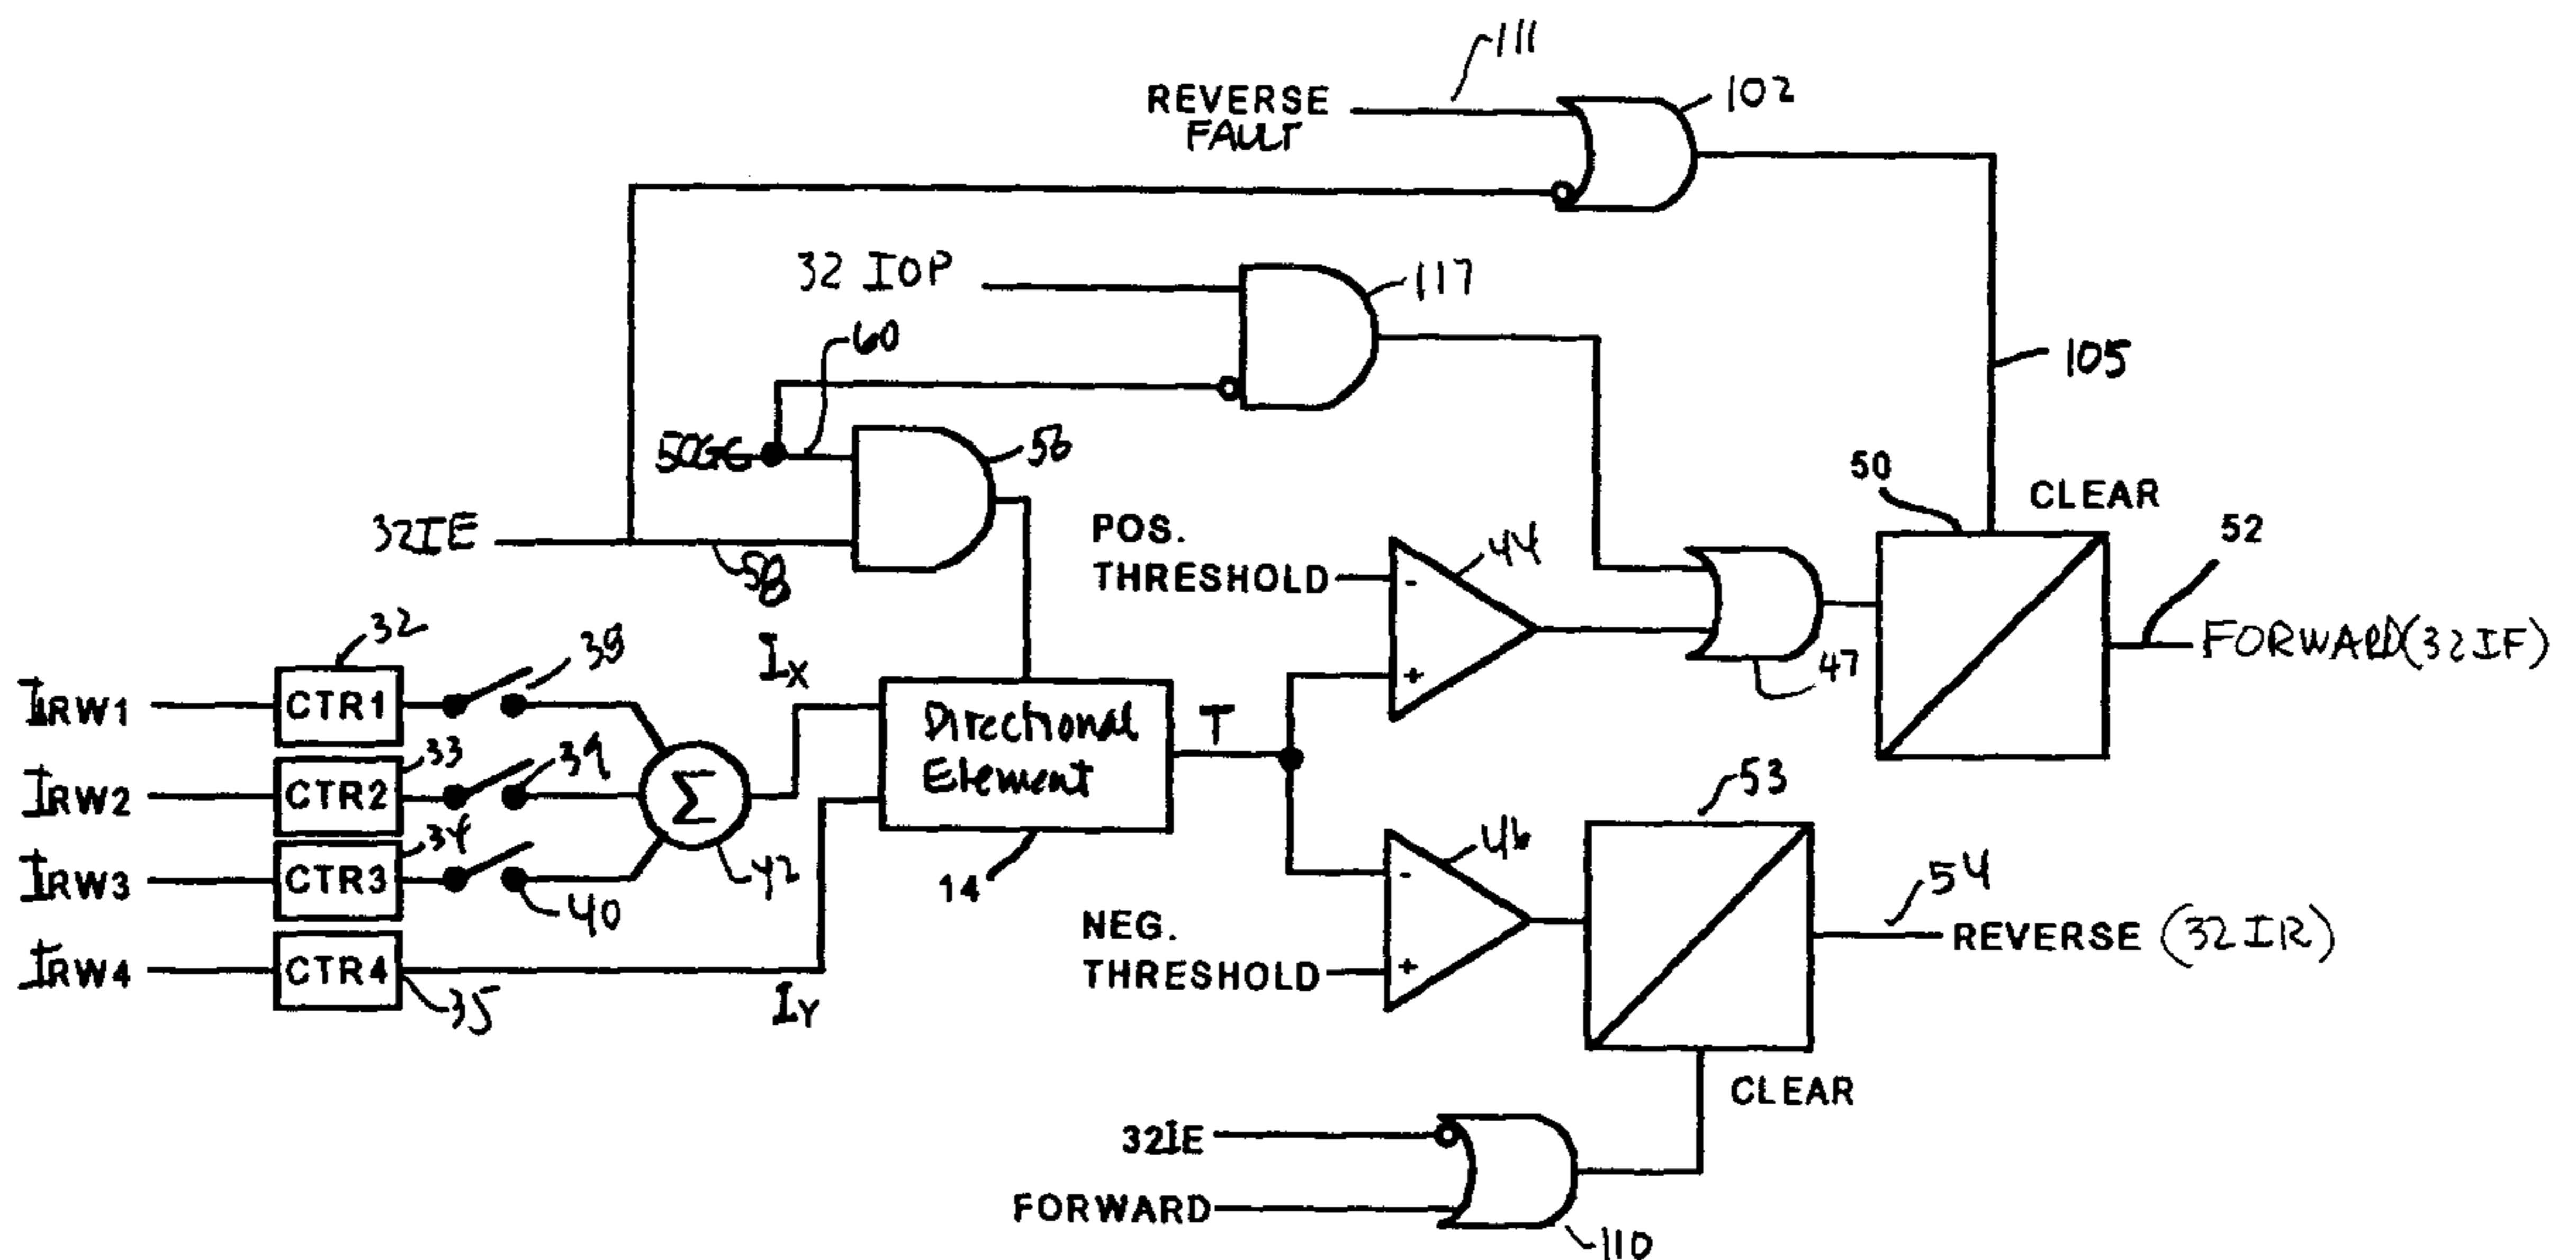 111
REVERSE
FAULT
102
32 IOP
117
60
105
50GC
56
50
CLEAR
32IE
58
POS.
THRESHOLD
-
+
44
52
47
FORWARD (32IF)
32
38
IX
IRW1
CTR1
33
39
IRW2
CTR2
Σ
Directional
Element
T
34
IRW3
CTR3
40
42
14
53
46
-
+
54
NEG.
THRESHOLD
REVERSE (32IR)
IRW4
CTR4
35
IY
CLEAR
32IE
FORWARD
110